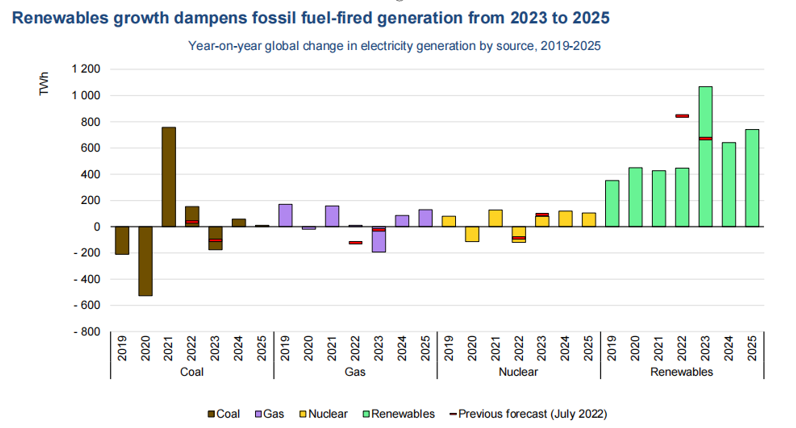 Renewables growth dampens fossil fuel-fired generation from 2023 to 2025
Year-on-year global change in electricity generation by source, 2019-2025
TWh
1 200
1 000
800
600
400
200
0
- 200
- 400
- 600
- 800
2019 2020 2021 2022 2023 2024 2025 2019 2020 2021 2022 2023 2024 2025 2019 2020 2021 2022 2023 2024 2025 2019 2020 2021 2022 2023 2024 2025
Coal Gas Nuclear Renewables
Coal Gas Nuclear Renewables Previous forecast (July 2022)